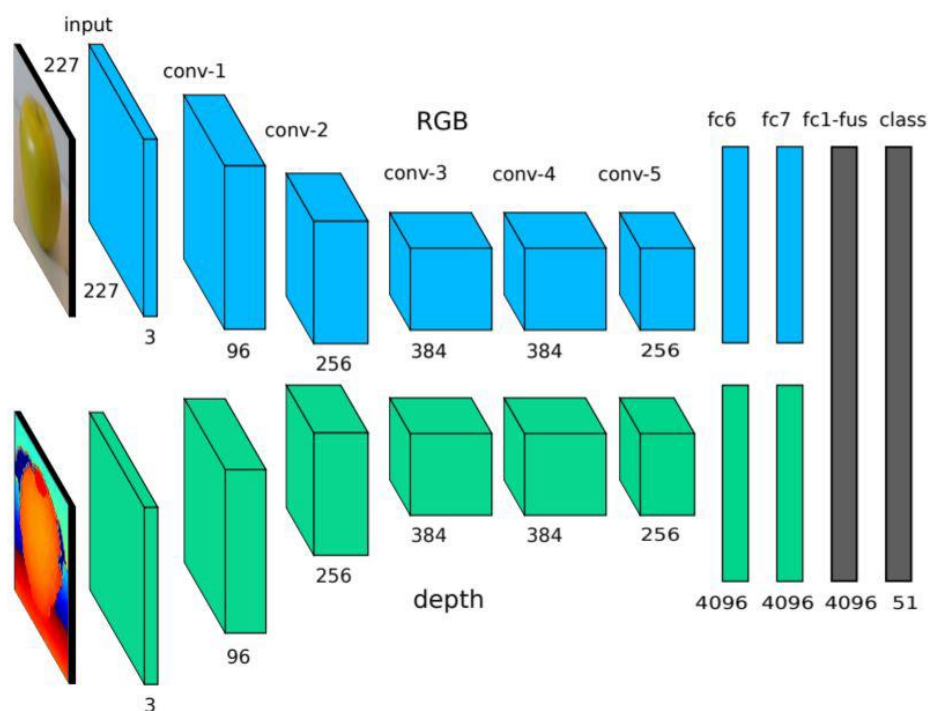 input
227
conv-1
conv-2
RGB
conv-3
conv-4
conv-5
fc6
fc7
fc1-fus
class
227
3
96
256
384
384
256
256
384
384
256
depth
96
3
4096
4096
4096
51